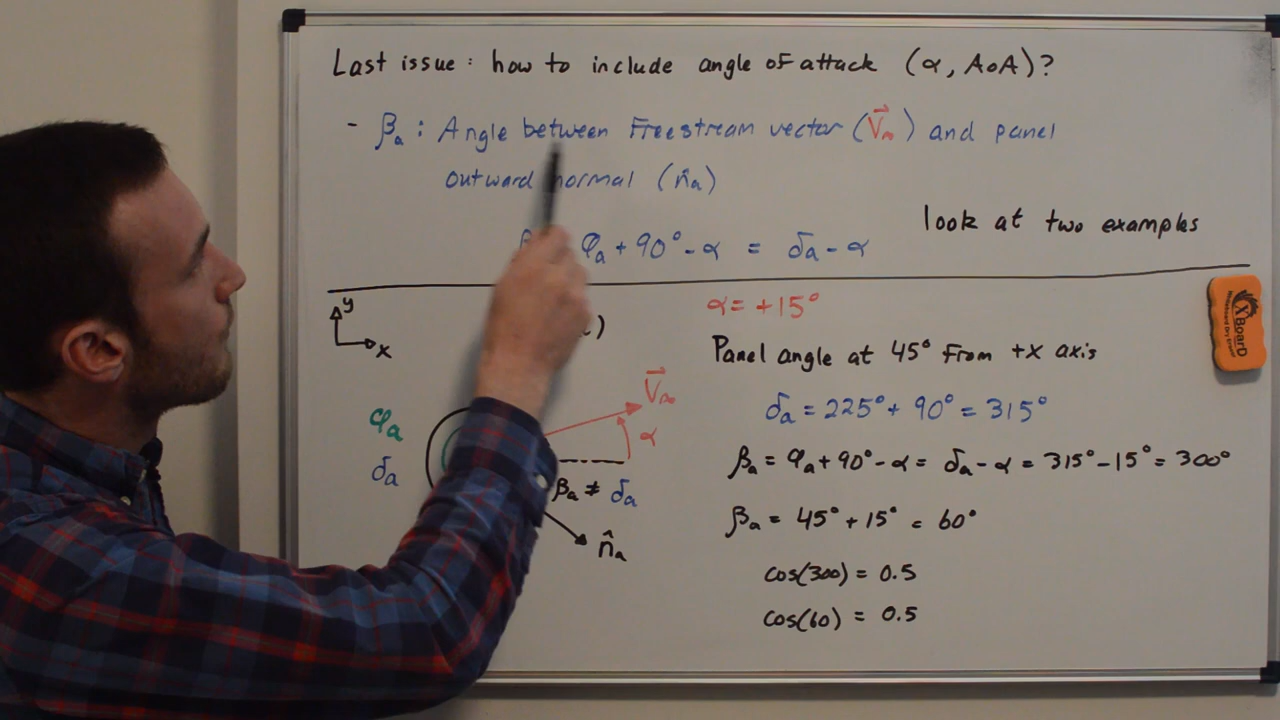 Last issue: how to include angle of attack (α, AoA)?
- βa: Angle between Freestream vector (V⃗∞) and panel
outward normal (n̂a)
look at two examples
φa + 90° - α = δa - α
y
x
)
α = +15°
Panel angle at 45° from +x axis
V⃗∞
α
φa
δa
βa ≠ δa
n̂a
δa = 225° + 90° = 315°
βa = φa + 90° - α = δa - α = 315° - 15° = 300°
βa = 45° + 15° = 60°
cos(300) = 0.5
cos(60) = 0.5
XBoarD